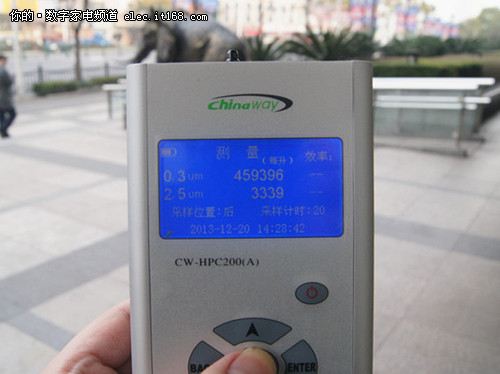 你的·数字家电频道 elec.it168.com
chinaway
测 量 (每升) 效率:
0.3um 459396 --
2.5um 3339 --
采样位置:后 采样计时:20
2013-12-20 14:28:42
CW-HPC200(A)
ENTER